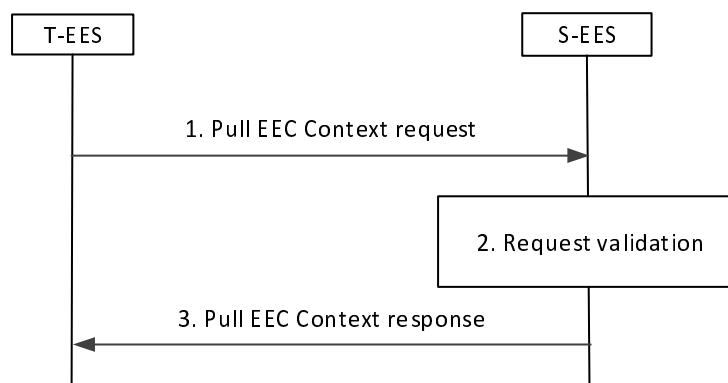 T-EES
S-EES
1. Pull EEC Context request
2. Request validation
3. Pull EEC Context response